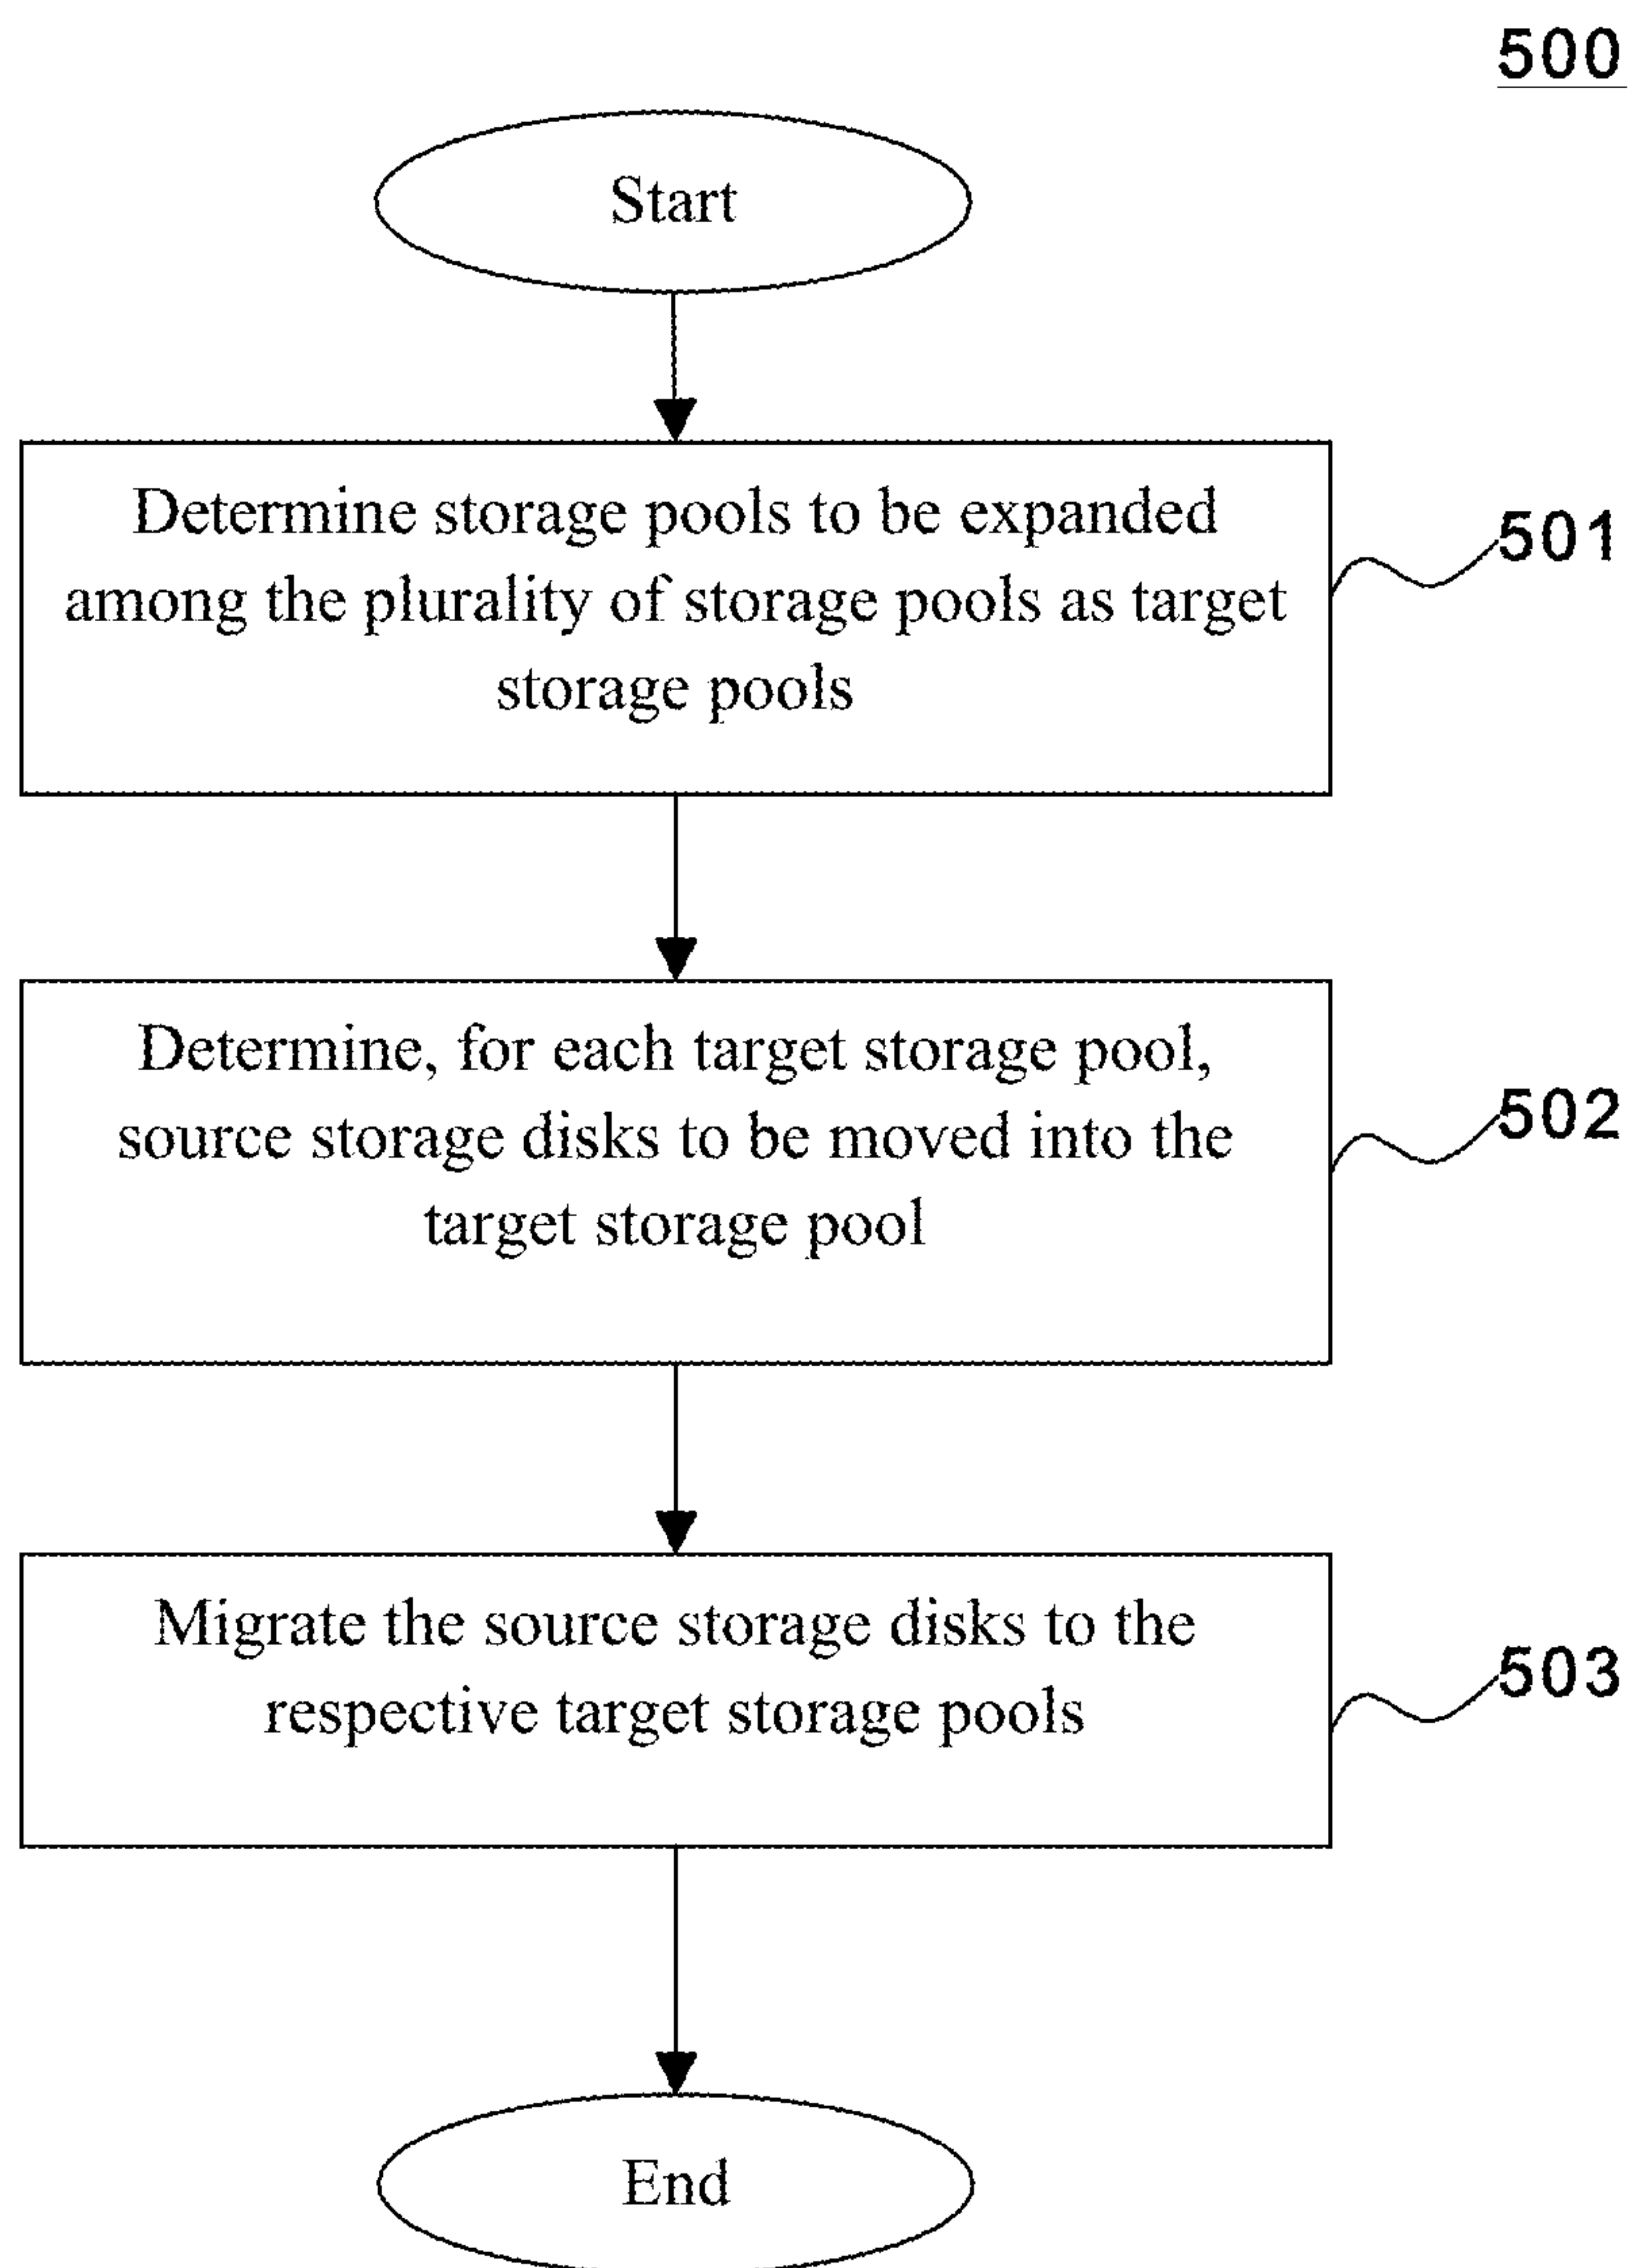 500
Start
Determine storage pools to be expanded
among the plurality of storage pools as target
storage pools
501
Determine, for each target storage pool,
source storage disks to be moved into the
target storage pool
502
Migrate the source storage disks to the
respective target storage pools
503
End